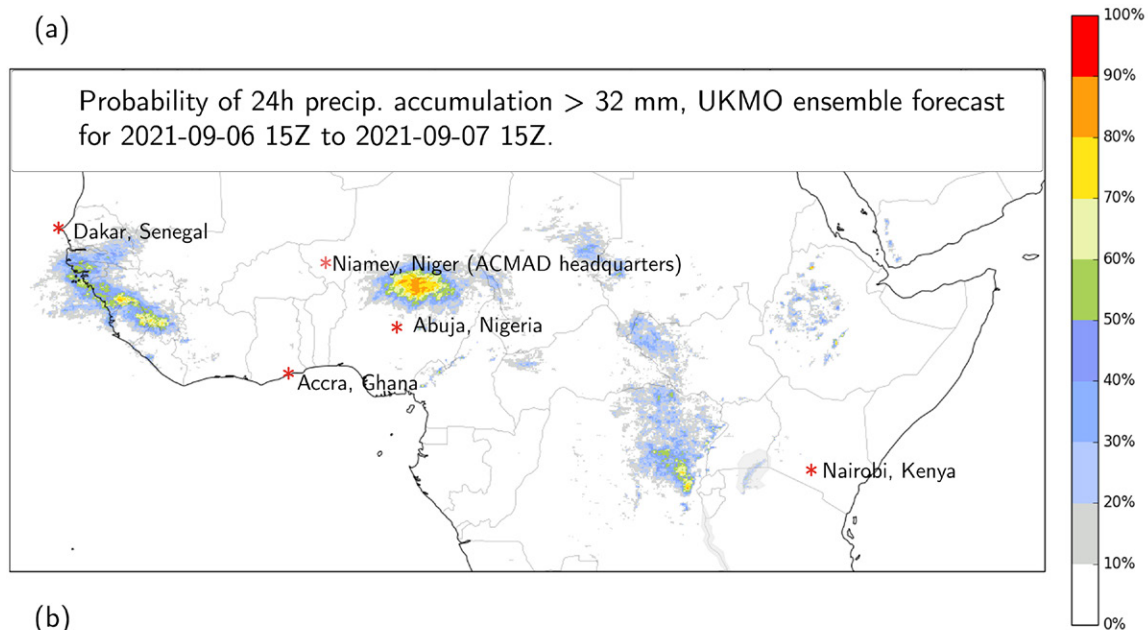 (a)
Probability of 24h precip. accumulation > 32 mm, UKMO ensemble forecast
for 2021-09-06 15Z to 2021-09-07 15Z.
Dakar, Senegal
Niamey, Niger (ACMAD headquarters)
Abuja, Nigeria
Accra, Ghana
Nairobi, Kenya
100%
90%
80%
70%
60%
50%
40%
30%
20%
10%
0%
(b)